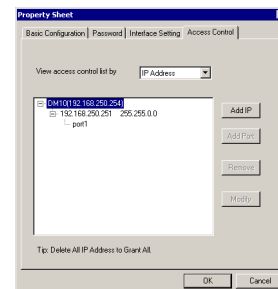 Property Sheet
Basic Configuration Password Interface Setting Access Control
View access control list by IP Address
DM10(192.168.250.254)
192.168.250.251 255.255.0.0
port1
Add IP
Add Port
Remove
Modify
Tip: Delete All IP Address to Grant All.
OK Cancel